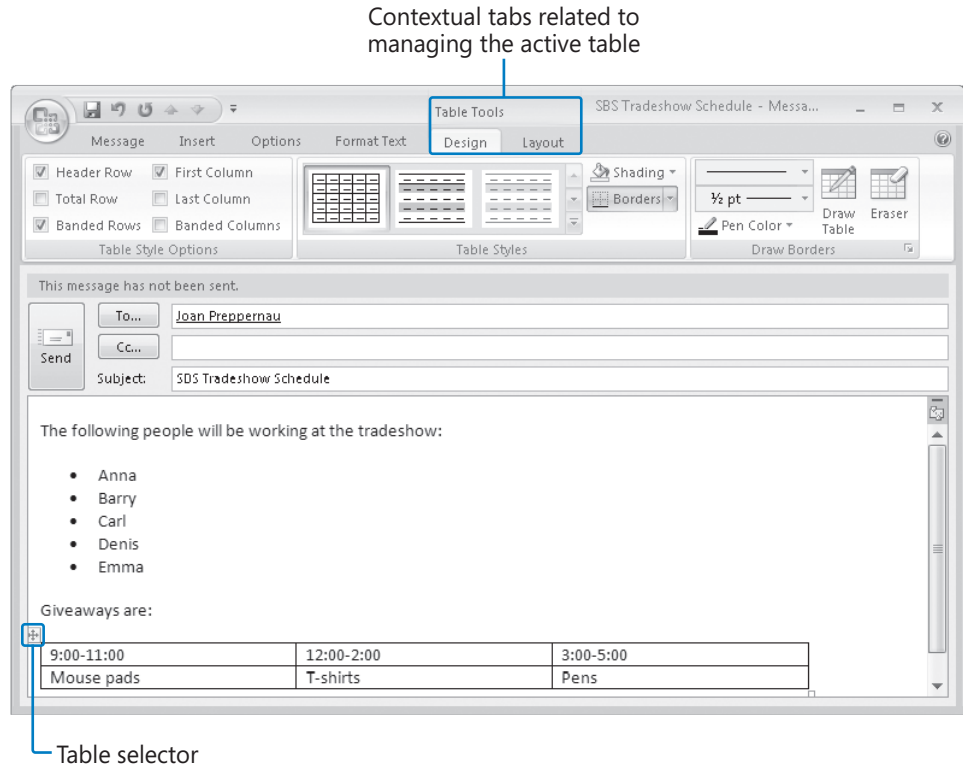 Contextual tabs related to
managing the active table
Table Tools
SBS Tradeshow Schedule - Messa...
Message Insert Options Format Text Design Layout
Header Row First Column
Total Row Last Column
Banded Rows Banded Columns
Table Style Options
Table Styles
Shading
Borders
½ pt
Pen Color
Draw
Table
Eraser
Draw Borders
This message has not been sent.
Send
To... Joan Preppernau
Cc...
Subject: SDS Tradeshow Schedule
The following people will be working at the tradeshow:
• Anna
• Barry
• Carl
• Denis
• Emma
Giveaways are:
9:00-11:00 12:00-2:00 3:00-5:00
Mouse pads T-shirts Pens
Table selector